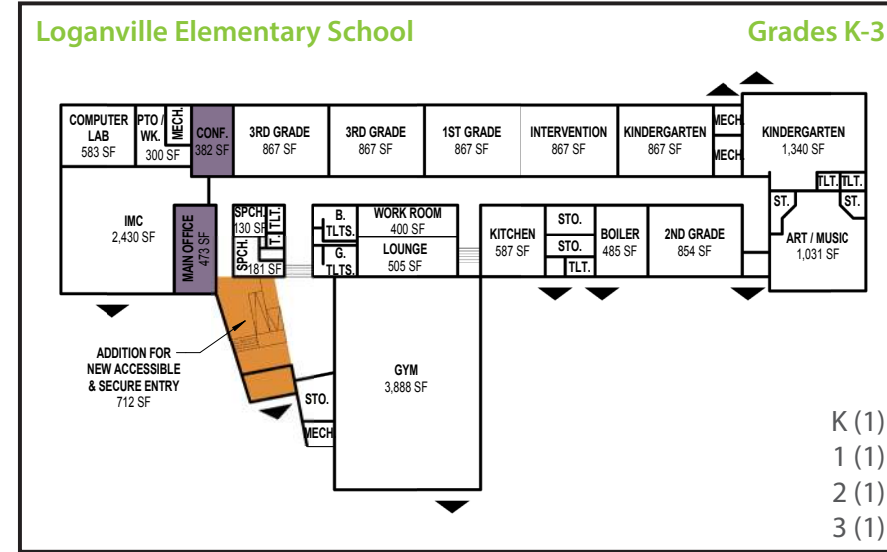 Loganville Elementary School
Grades K-3
COMPUTER
LAB
583 SF
PTO /
WK.
300 SF
MECH.
CONF.
382 SF
3RD GRADE
867 SF
3RD GRADE
867 SF
1ST GRADE
867 SF
INTERVENTION
867 SF
KINDERGARTEN
867 SF
MECH.
MECH.
KINDERGARTEN
1,340 SF
TLT.
TLT.
ST.
ST.
ART / MUSIC
1,031 SF
IMC
2,430 SF
MAIN OFFICE
473 SF
SPCH.
130 SF
TLT.
T.
SPCH.
181 SF
B.
TLTS.
G.
TLTS.
WORK ROOM
400 SF
LOUNGE
505 SF
KITCHEN
587 SF
STO.
STO.
TLT.
BOILER
485 SF
2ND GRADE
854 SF
ADDITION FOR
NEW ACCESSIBLE
& SECURE ENTRY
712 SF
STO.
MECH
GYM
3,888 SF
K (1)
1 (1)
2 (1)
3 (1)